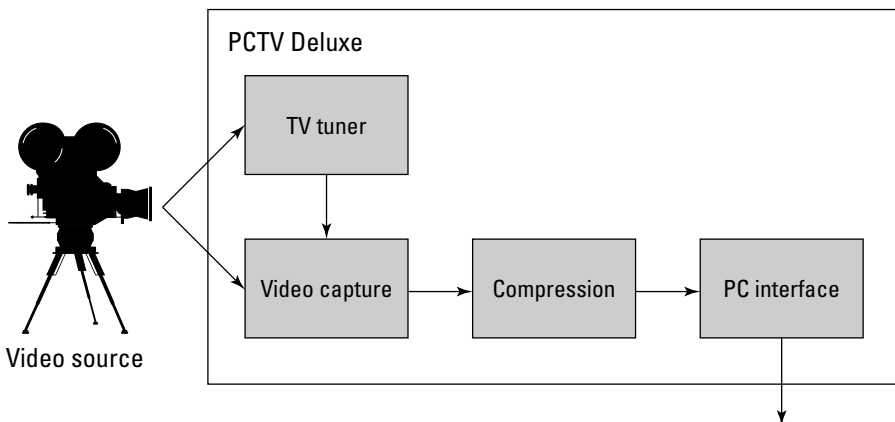 PCTV Deluxe
TV tuner
Video capture
Compression
PC interface
Video source